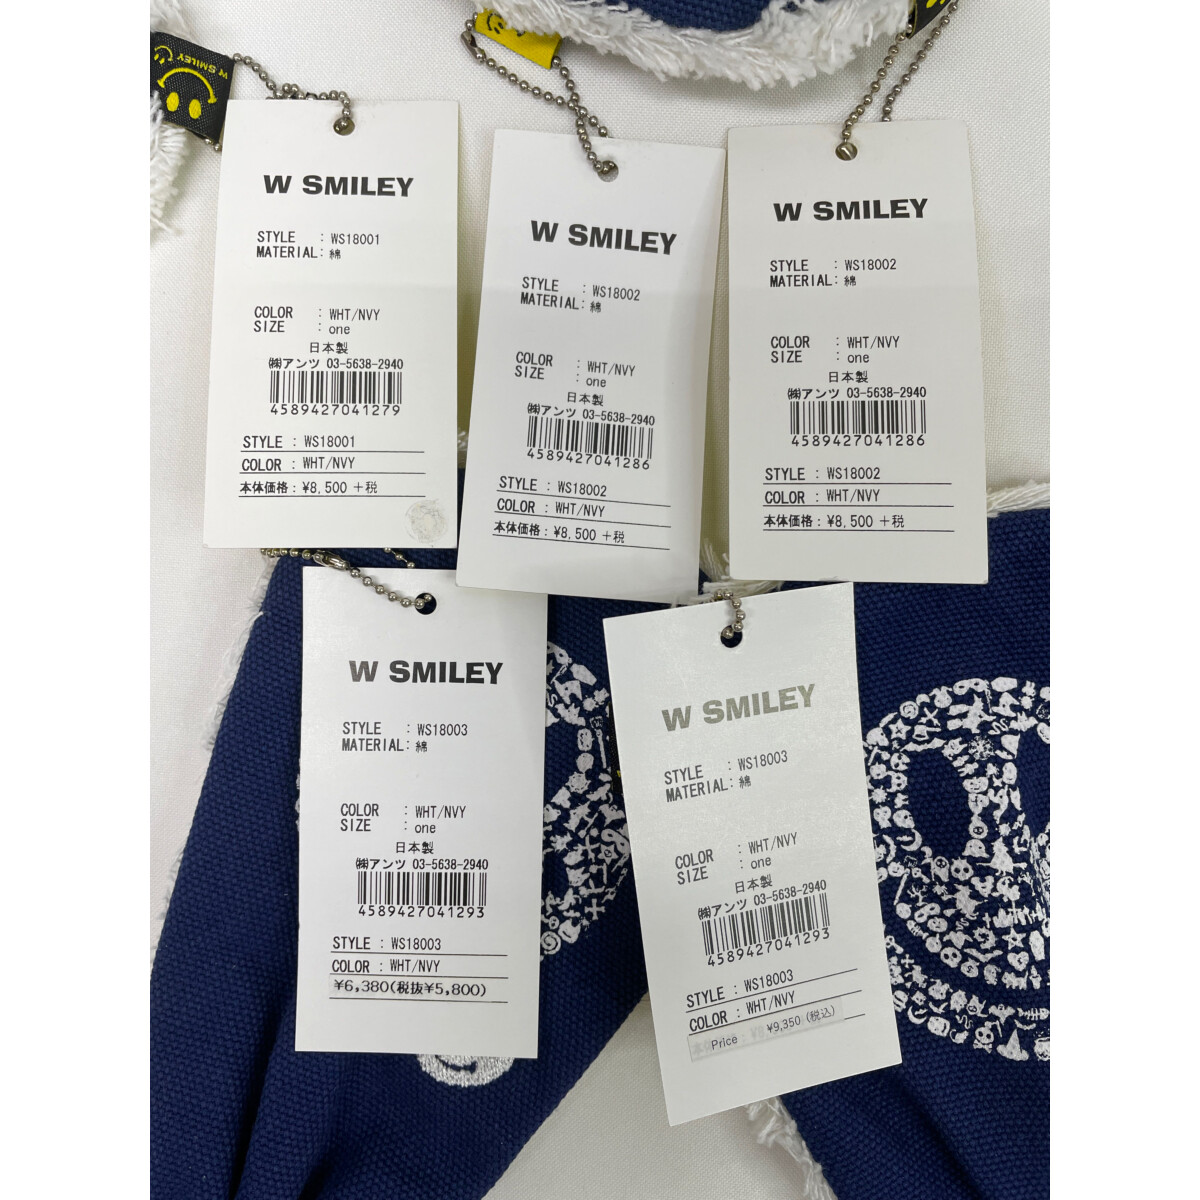 W SMILEY
W SMILEY
STYLE : WS18001
MATERIAL: 綿
COLOR : WHT/NVY
SIZE : one
日本製
㈱アンツ 03-5638-2940
4589427041279
STYLE : WS18001
COLOR : WHT/NVY
本体価格: ¥8,500 +税
W SMILEY
STYLE : WS18002
MATERIAL: 綿
COLOR : WHT/NVY
SIZE : one
日本製
㈱アンツ 03-5638-2940
4589427041286
STYLE : WS18002
COLOR : WHT/NVY
本体価格: ¥8,500 +税
W SMILEY
STYLE : WS18002
MATERIAL: 綿
COLOR : WHT/NVY
SIZE : one
日本製
㈱アンツ 03-5638-2940
4589427041286
STYLE : WS18002
COLOR : WHT/NVY
本体価格: ¥8,500 +税
W SMILEY
STYLE : WS18003
MATERIAL: 綿
COLOR : WHT/NVY
SIZE : one
日本製
㈱アンツ 03-5638-2940
4589427041293
STYLE : WS18003
COLOR : WHT/NVY
¥6,380(税抜¥5,800)
W SMILEY
STYLE : WS18003
MATERIAL: 綿
COLOR : WHT/NVY
SIZE : one
日本製
㈱アンツ 03-5638-2940
4589427041293
STYLE : WS18003
COLOR : WHT/NVY
Price ¥9,350 (税込)